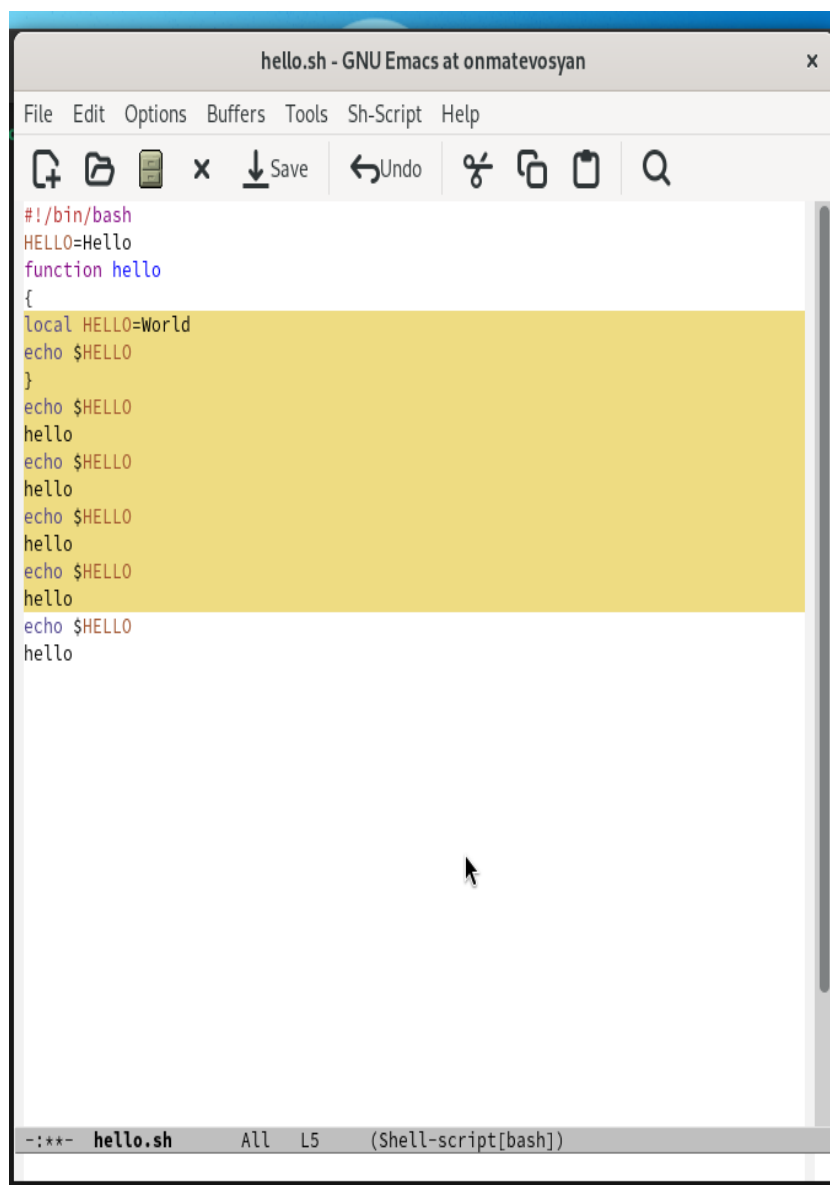 hello.sh - GNU Emacs at onmatevosyan
File Edit Options Buffers Tools Sh-Script Help
Save Undo
#!/bin/bash
HELLO=Hello
function hello
{
local HELLO=World
echo $HELLO
}
echo $HELLO
hello
echo $HELLO
hello
echo $HELLO
hello
echo $HELLO
hello
echo $HELLO
hello
-:**- hello.sh All L5 (Shell-script[bash])